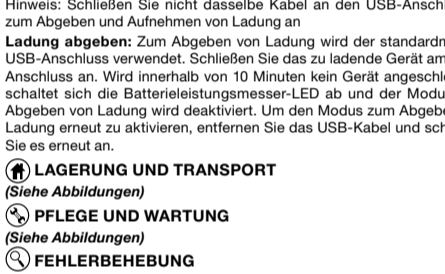 Hinweis: Schließen Sie nicht dasselbe Kabel an den USB-Anschl
zum Abgeben und Aufnehmen von Ladung an
Ladung abgeben: Zum Abgeben von Ladung wird der standardn
USB-Anschluss verwendet. Schließen Sie das zu ladende Gerät am
Anschluss an. Wird innerhalb von 10 Minuten kein Gerät angeschle
schaltet sich die Batterieleistungsmesser-LED ab und der Modu
Abgeben von Ladung wird deaktiviert. Um den Modus zum Abgebe
Ladung erneut zu aktivieren, entfernen Sie das USB-Kabel und sch
Sie es erneut an.
LAGERUNG UND TRANSPORT
(Siehe Abbildungen)
PFLEGE UND WARTUNG
(Siehe Abbildungen)
FEHLERBEHEBUNG